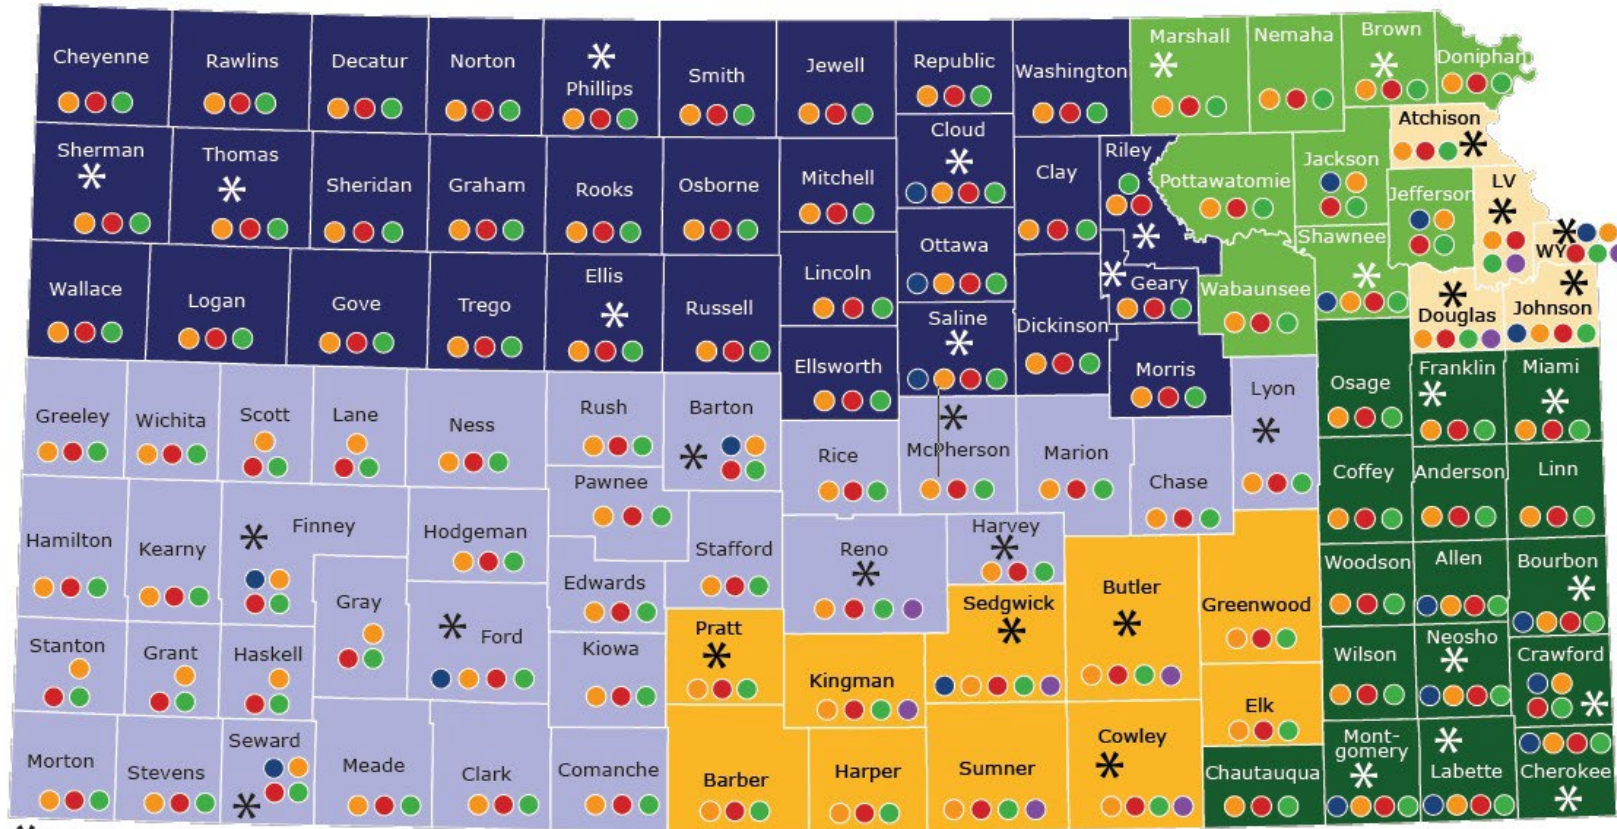 Cheyenne
Rawlins
Decatur
Norton
Phillips
Smith
Jewell
Republic
Washington
Marshall
Nemaha
Brown
Doniphan
Atchison
Sherman
Thomas
Sheridan
Graham
Rooks
Osborne
Mitchell
Cloud
Clay
Riley
Pottawatomie
Jackson
Jefferson
LV
WY
Wallace
Logan
Gove
Trego
Ellis
Russell
Lincoln
Ottawa
Saline
Dickinson
Geary
Wabaunsee
Shawnee
Douglas
Johnson
Ellsworth
Morris
Greeley
Wichita
Scott
Lane
Ness
Rush
Barton
Rice
McPherson
Marion
Chase
Lyon
Osage
Franklin
Miami
Hamilton
Kearny
Finney
Hodgeman
Pawnee
Stafford
Reno
Harvey
Coffey
Anderson
Linn
Edwards
Gray
Ford
Kiowa
Pratt
Kingman
Sedgwick
Butler
Greenwood
Woodson
Allen
Bourbon
Stanton
Grant
Haskell
Elk
Wilson
Neosho
Crawford
Morton
Stevens
Seward
Meade
Clark
Comanche
Barber
Harper
Sumner
Cowley
Chautauqua
Mont-
gomery
Labette
Cherokee